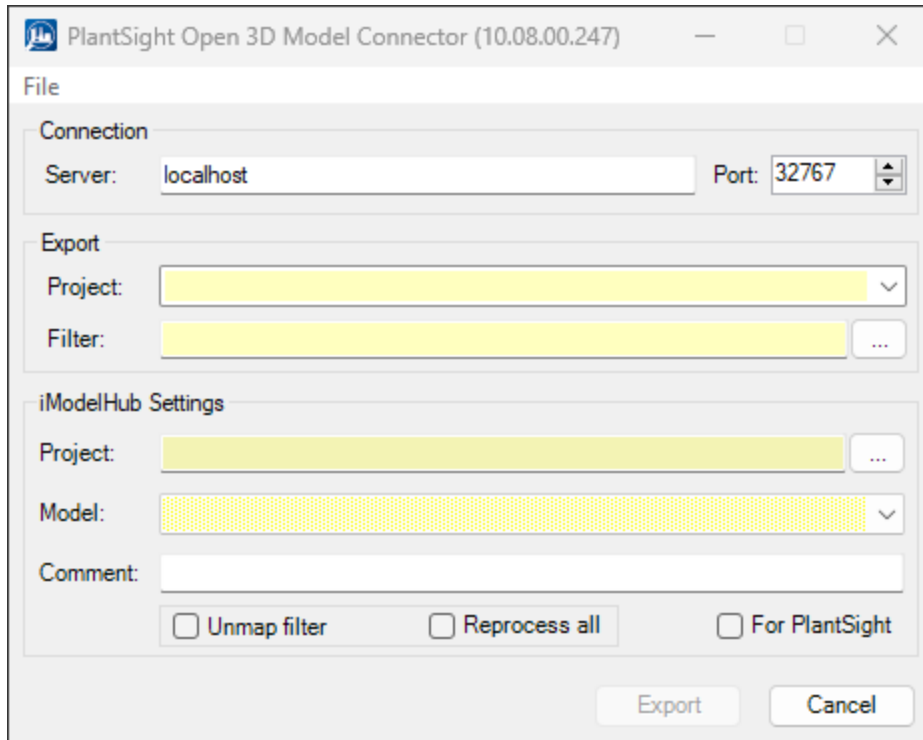 PlantSight Open 3D Model Connector (10.08.00.247)
File
Connection
Server: localhost Port: 32767
Export
Project:
Filter: ...
iModelHub Settings
Project: ...
Model:
Comment:
Unmap filter Reprocess all For PlantSight
Export Cancel